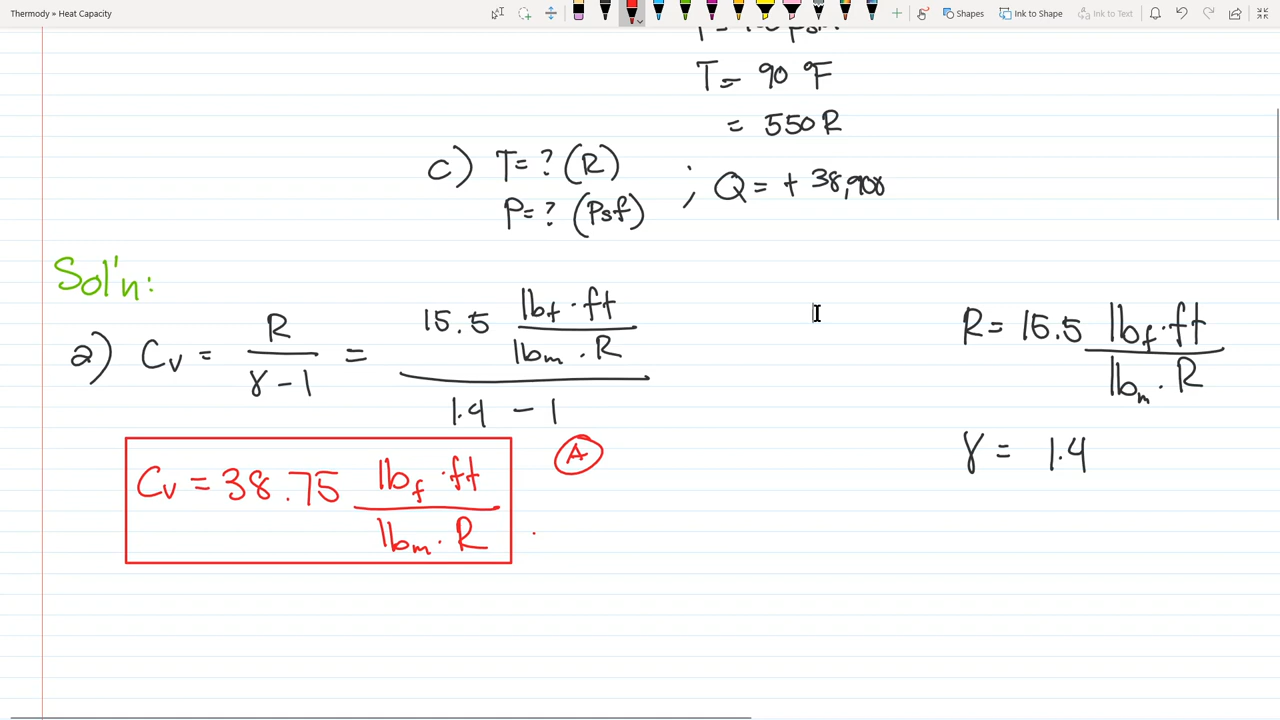 Thermody » Heat Capacity
Shapes Ink to Shape Ink to Text
T = 90 °F
= 550 R
c) T = ? (R)
P = ? (Psf) ; Q = + 38,908
Sol'n:
a) Cv = R / γ - 1 = 15.5 lbf · ft / lbm · R / 1.4 - 1
R = 15.5 lbf · ft / lbm · R
γ = 1.4
Cv = 38.75 lbf · ft / lbm · R
A